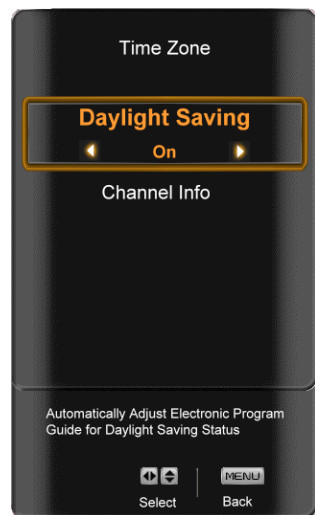 Time Zone
Daylight Saving
On
Channel Info
Automatically Adjust Electronic Program
Guide for Daylight Saving Status
MENU
Select
Back